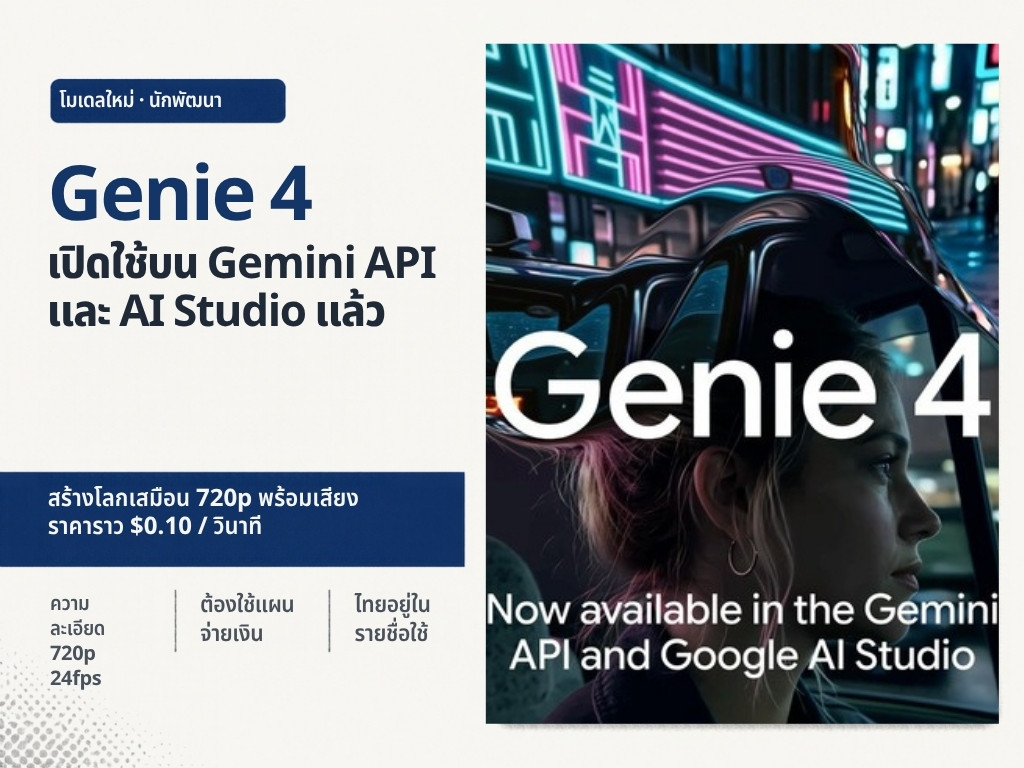 โมเดลใหม่ · นักพัฒนา
Genie 4
เปิดใช้บน Gemini API
และ AI Studio แล้ว
สร้างโลกเสมือน 720p พร้อมเสียง
ราคาราว $0.10 / วินาที
ความ
ละเอียด
720p
24fps
ต้องใช้แผน
จ่ายเงิน
ไทยอยู่ใน
รายชื่อใช้
Genie 4
Now available in the Gemini
API and Google AI Studio